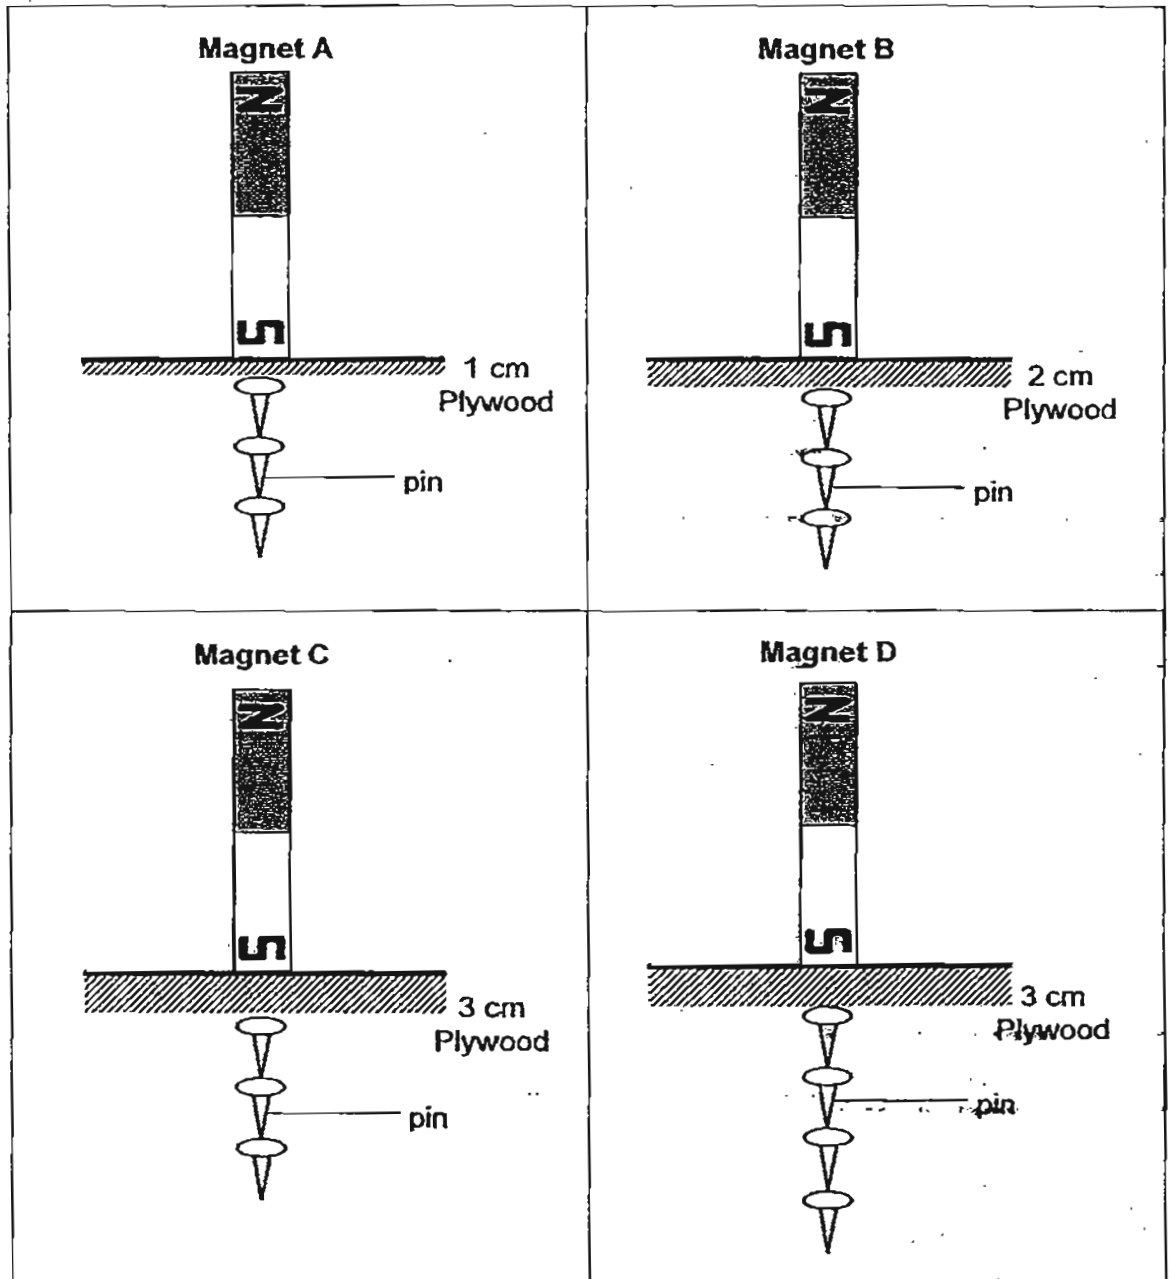 Magnet A
N
S
1 cm
Plywood
pin
Magnet B
N
S
2 cm
Plywood
pin
Magnet C
N
S
3 cm
Plywood
pin
Magnet D
N
S
3 cm
Plywood
pin